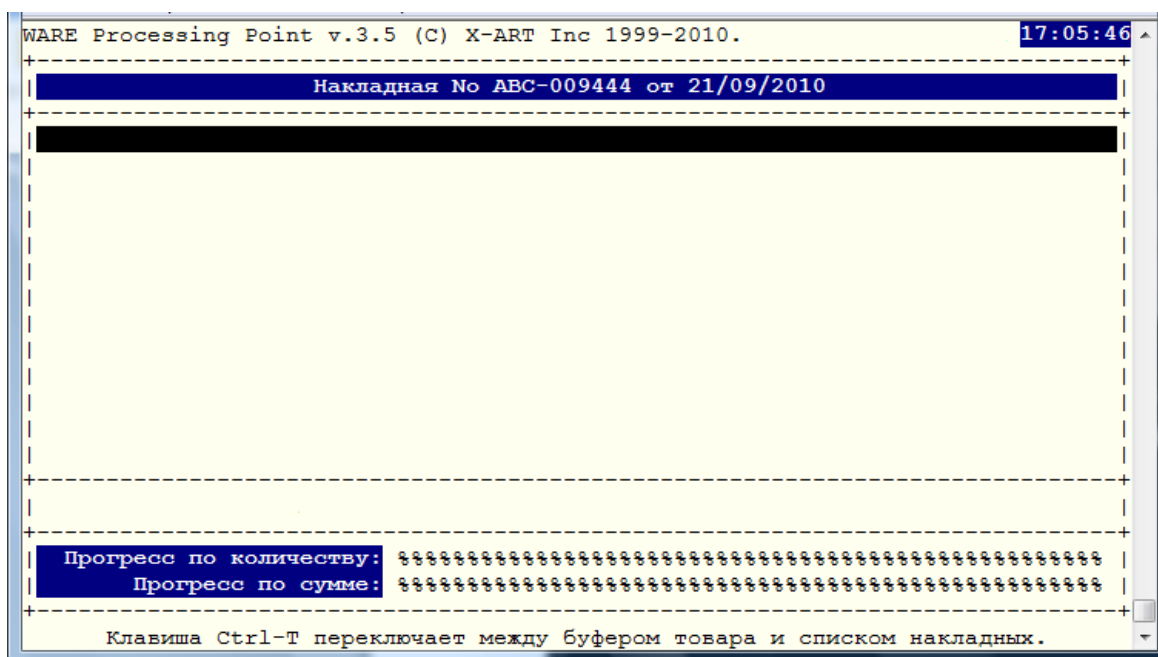 WARE Processing Point v.3.5 (C) X-ART Inc 1999-2010. 17:05:46
Накладная No ABC-009444 от 21/09/2010
Прогресс по количеству: %%%%%%%%%%%%%%%%%%%%%%%%%%%%%%%%%%%%%%%%%%%%%%%%%%%
Прогресс по сумме: %%%%%%%%%%%%%%%%%%%%%%%%%%%%%%%%%%%%%%%%%%%%%%%%%%%
Клавиша Ctrl-T переключает между буфером товара и списком накладных.